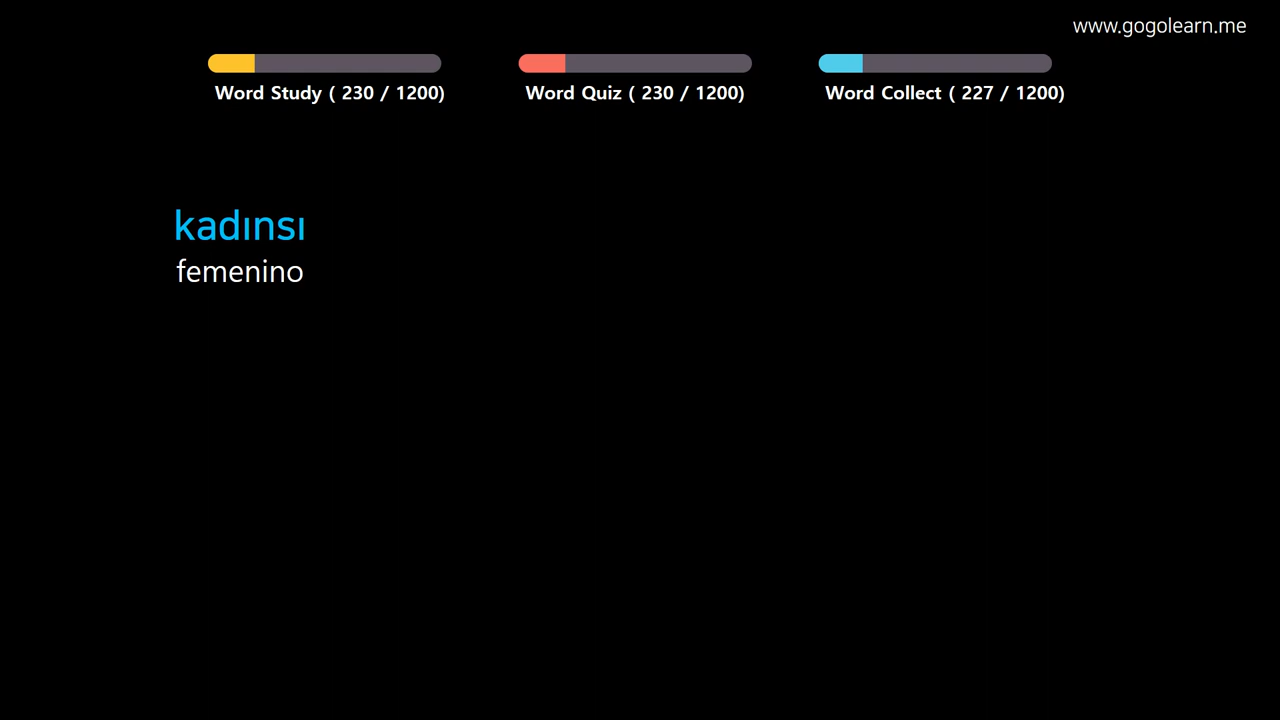 www.gogolearn.me
Word Study ( 230 / 1200)
Word Quiz ( 230 / 1200)
Word Collect ( 227 / 1200)
kadınsı
femenino